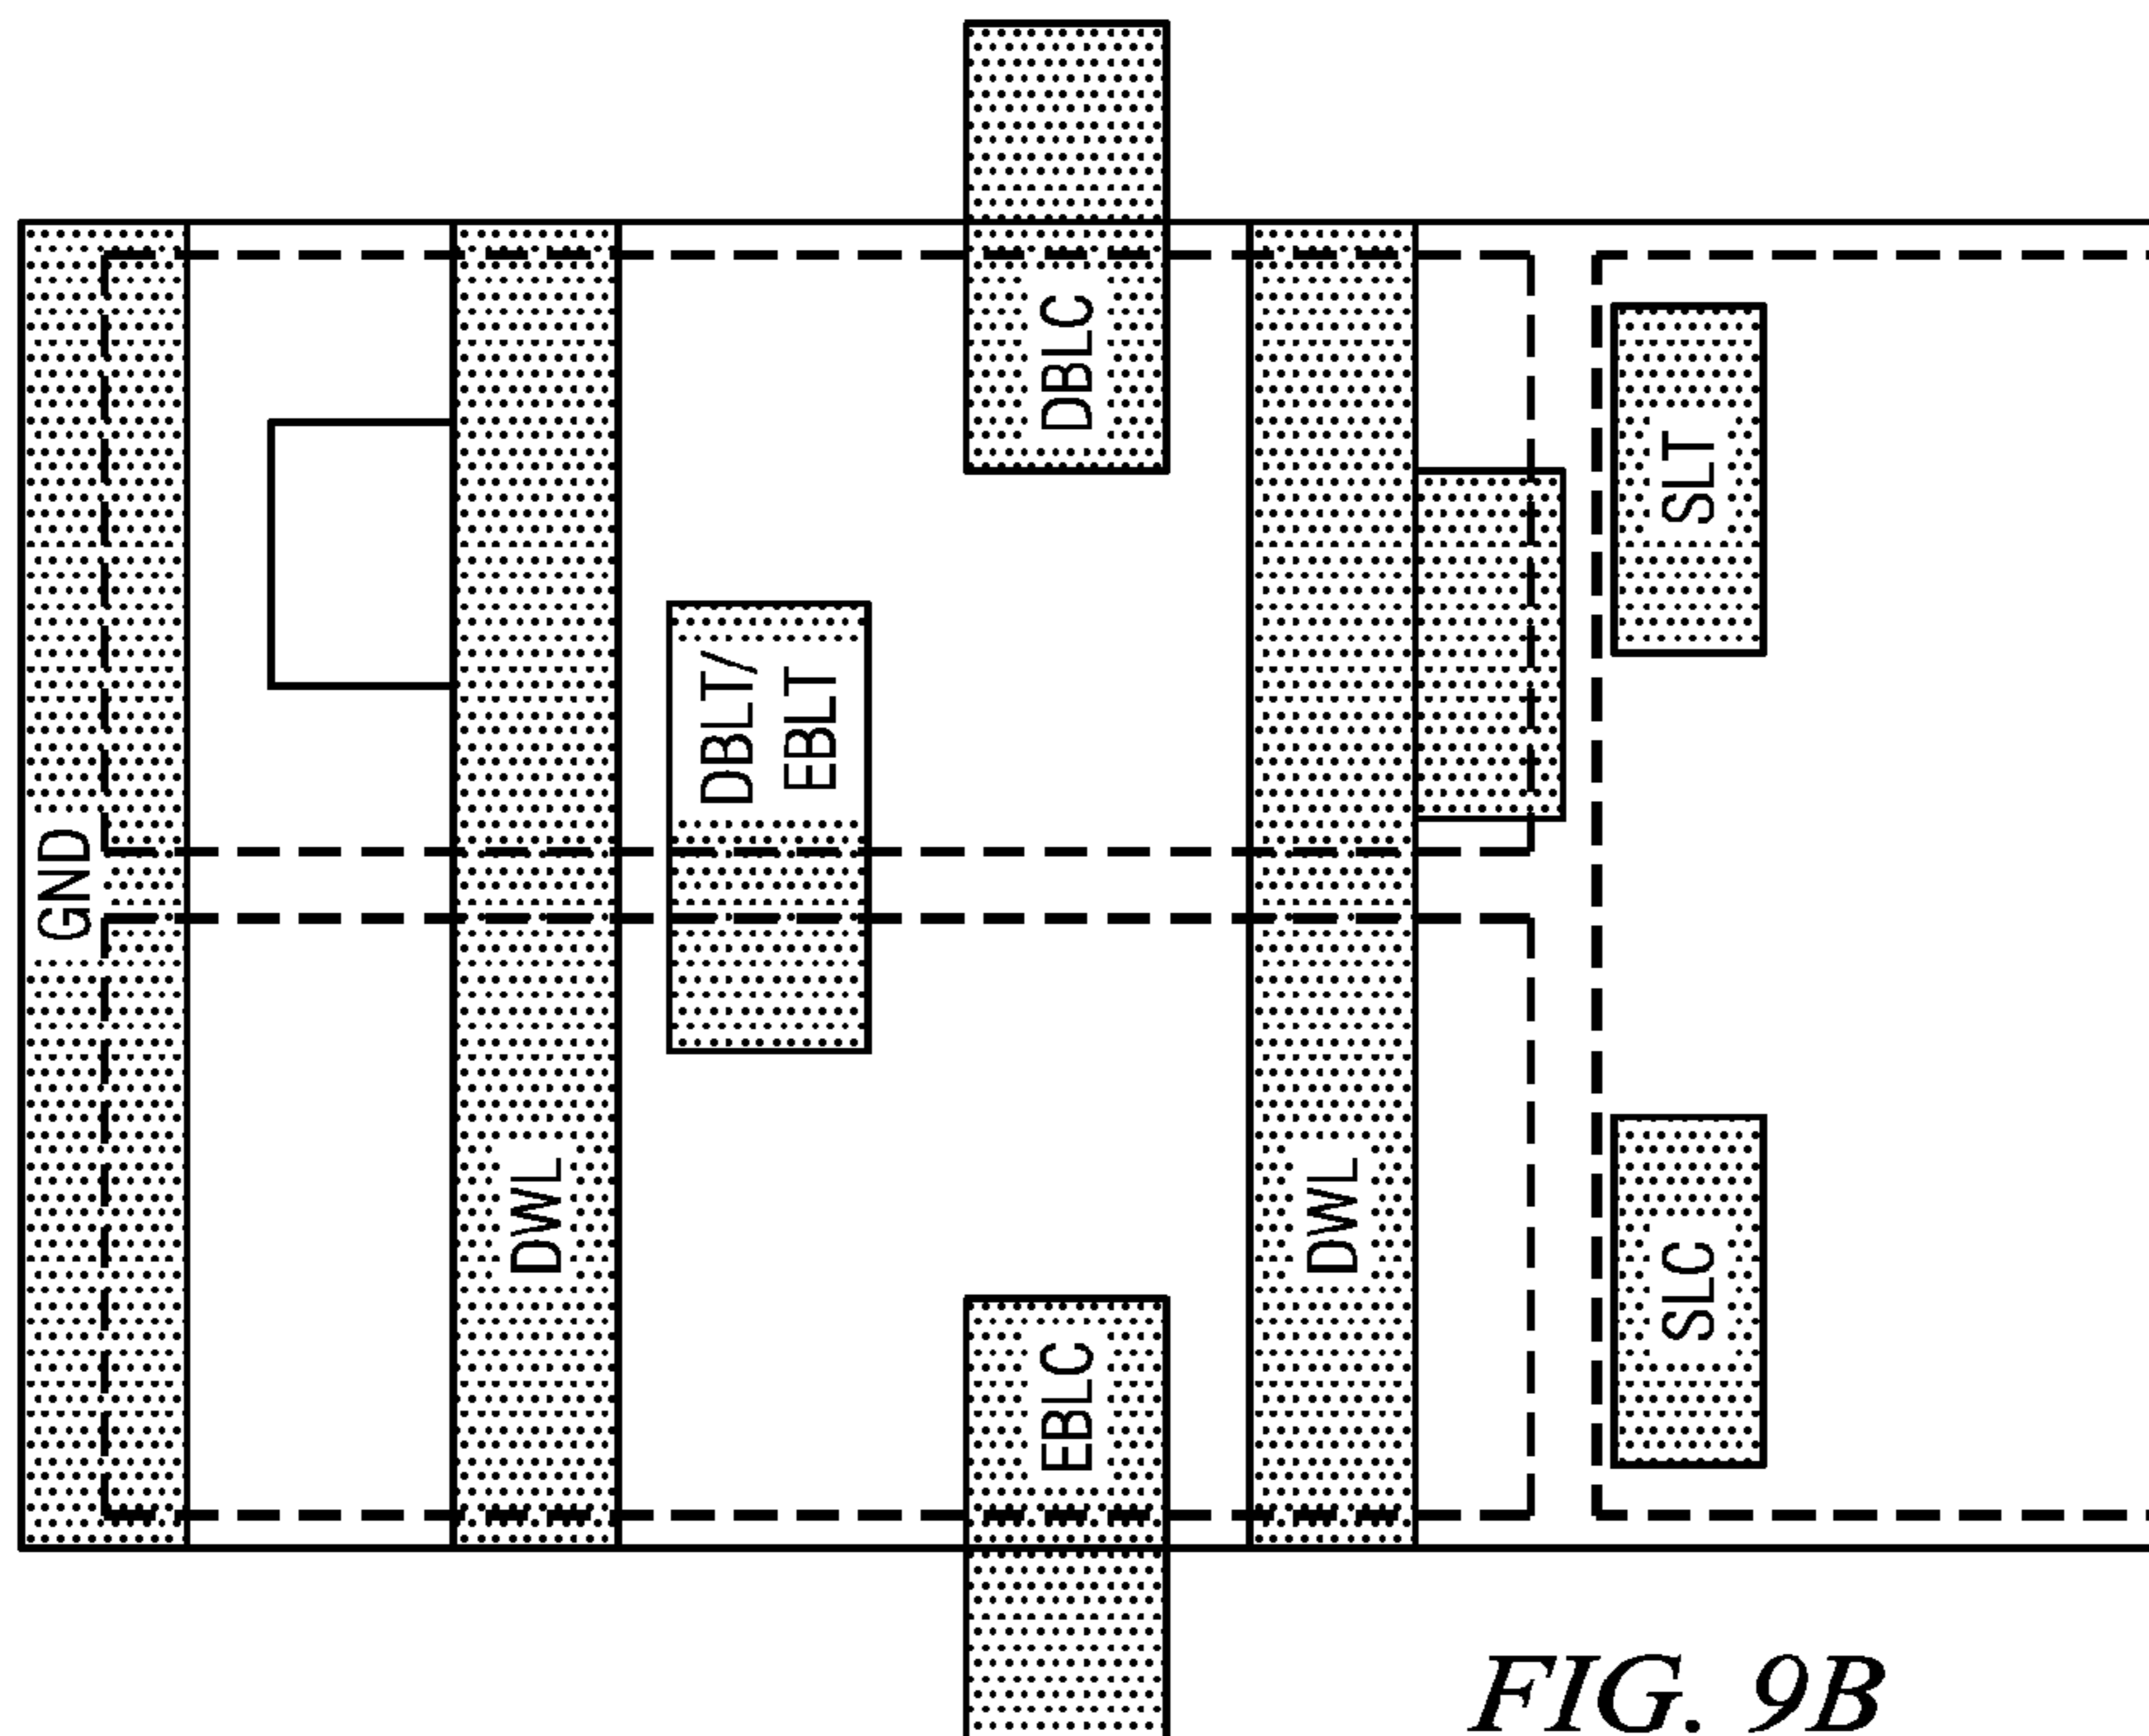 GND
DWL
DBLT/
EBLT
DBLC
EBLC
DWL
SLT
SLC
FIG. 9B